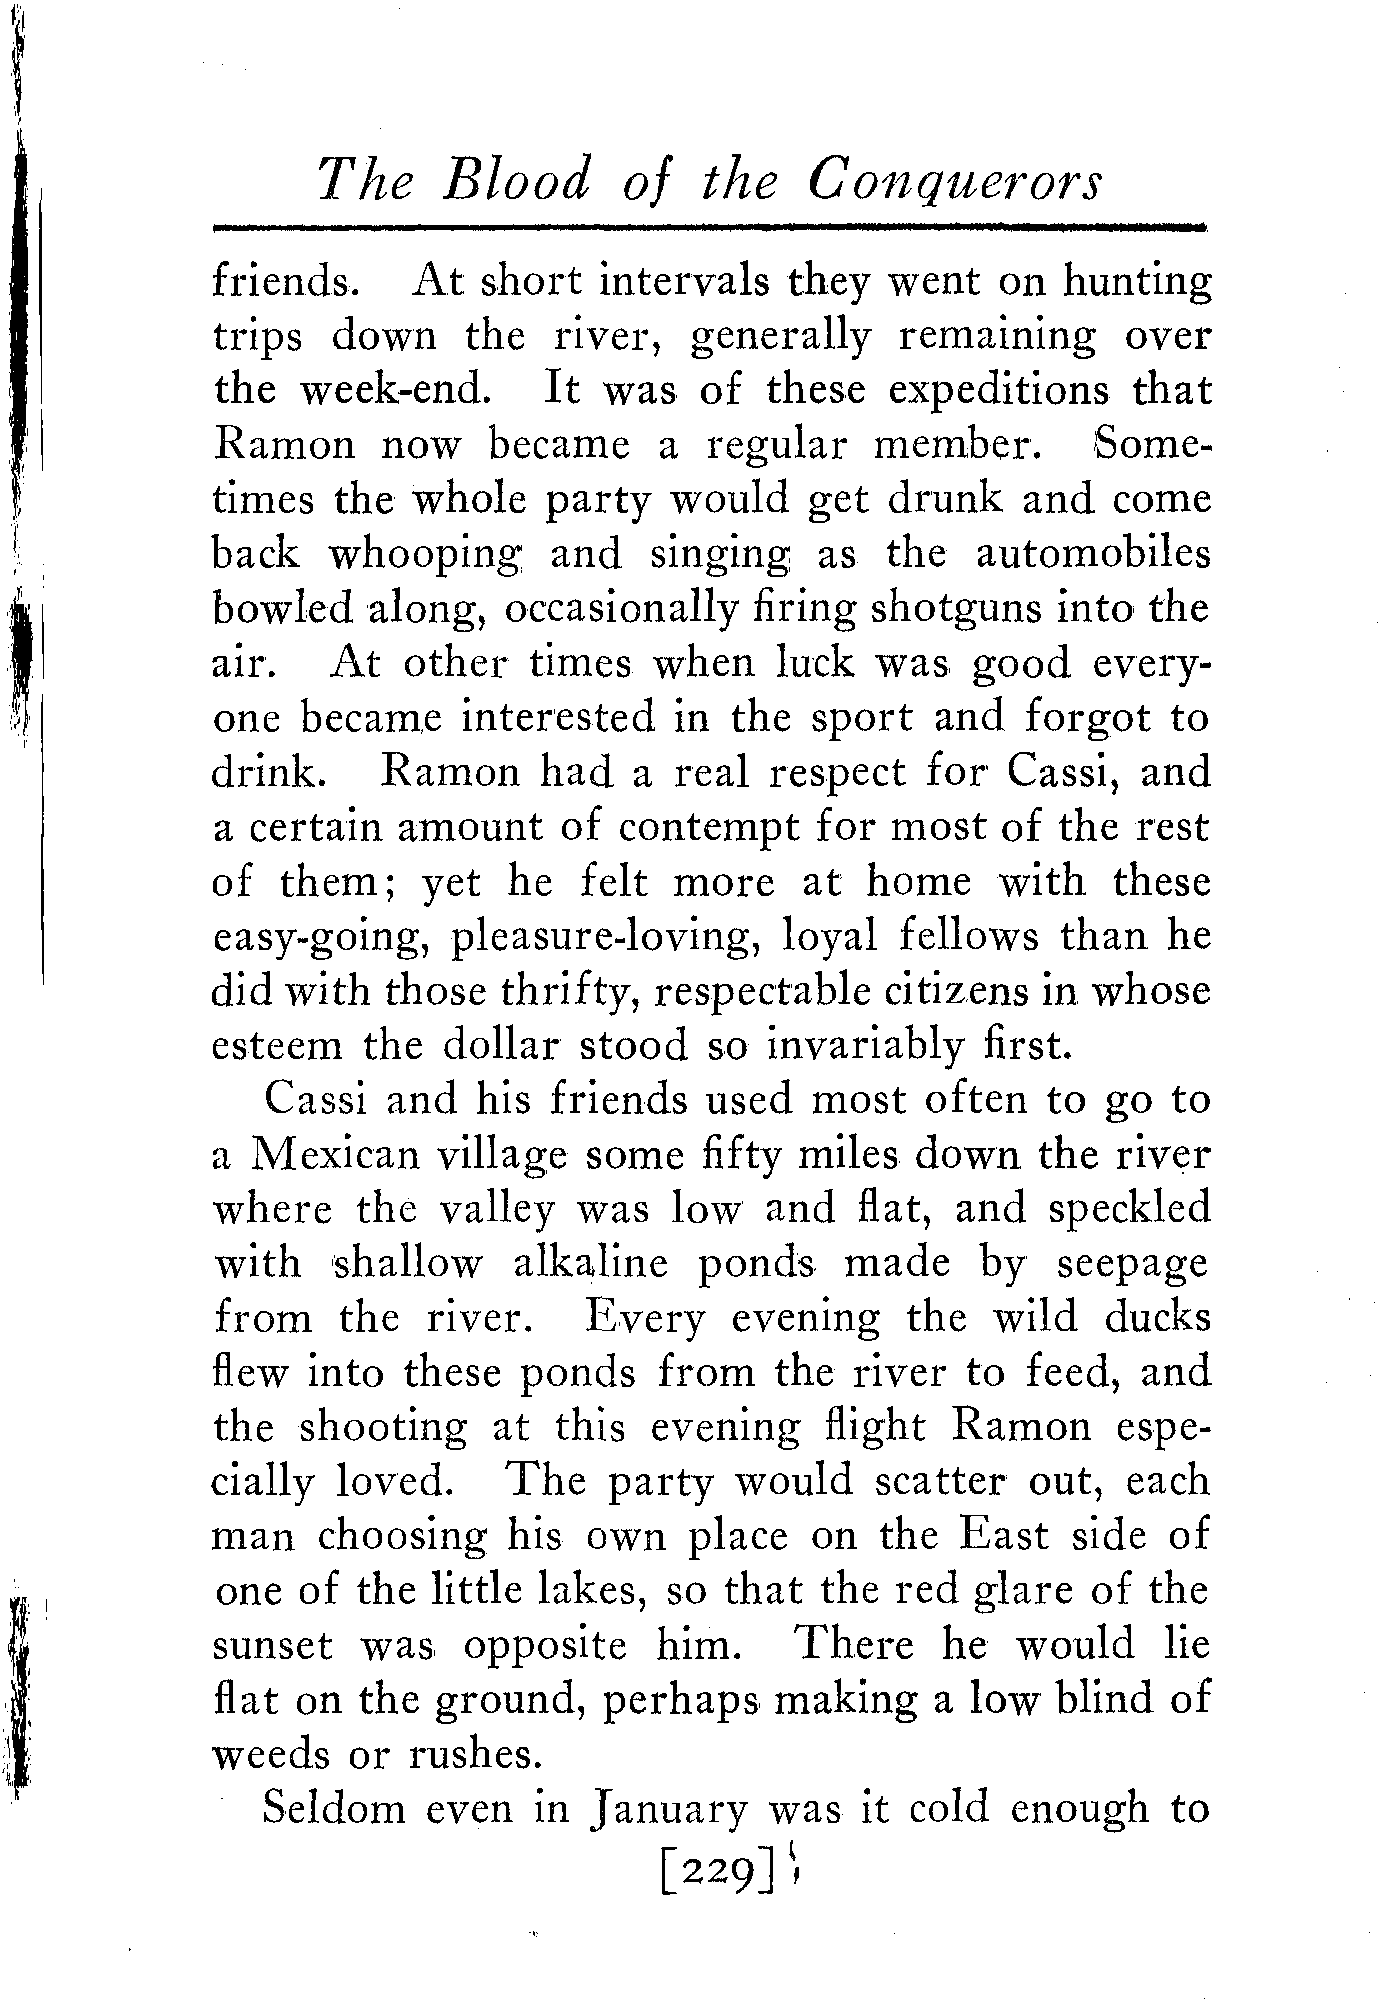 The Blood of the Conquerors
friends. At short intervals they went on hunting
trips down the river, generally remaining over
the week-end. It was of these expeditions that
Ramon now became a regular member. Some-
times the whole party would get drunk and come
back whooping and singing as the automobiles
bowled along, occasionally firing shotguns into the
air. At other times when luck was good every-
one became interested in the sport and forgot to
drink. Ramon had a real respect for Cassi, and
a certain amount of contempt for most of the rest
of them; yet he felt more at home with these
easy-going, pleasure-loving, loyal fellows than he
did with those thrifty, respectable citizens in whose
esteem the dollar stood so invariably first.
Cassi and his friends used most often to go to
a Mexican village some fifty miles down the river
where the valley was low and flat, and speckled
with shallow alkaline ponds made by seepage
from the river. Every evening the wild ducks
flew into these ponds from the river to feed, and
the shooting at this evening flight Ramon espe-
cially loved. The party would scatter out, each
man choosing his own place on the East side of
one of the little lakes, so that the red glare of the
sunset was opposite him. There he would lie
flat on the ground, perhaps making a low blind of
weeds or rushes.
Seldom even in January was it cold enough to
[229]